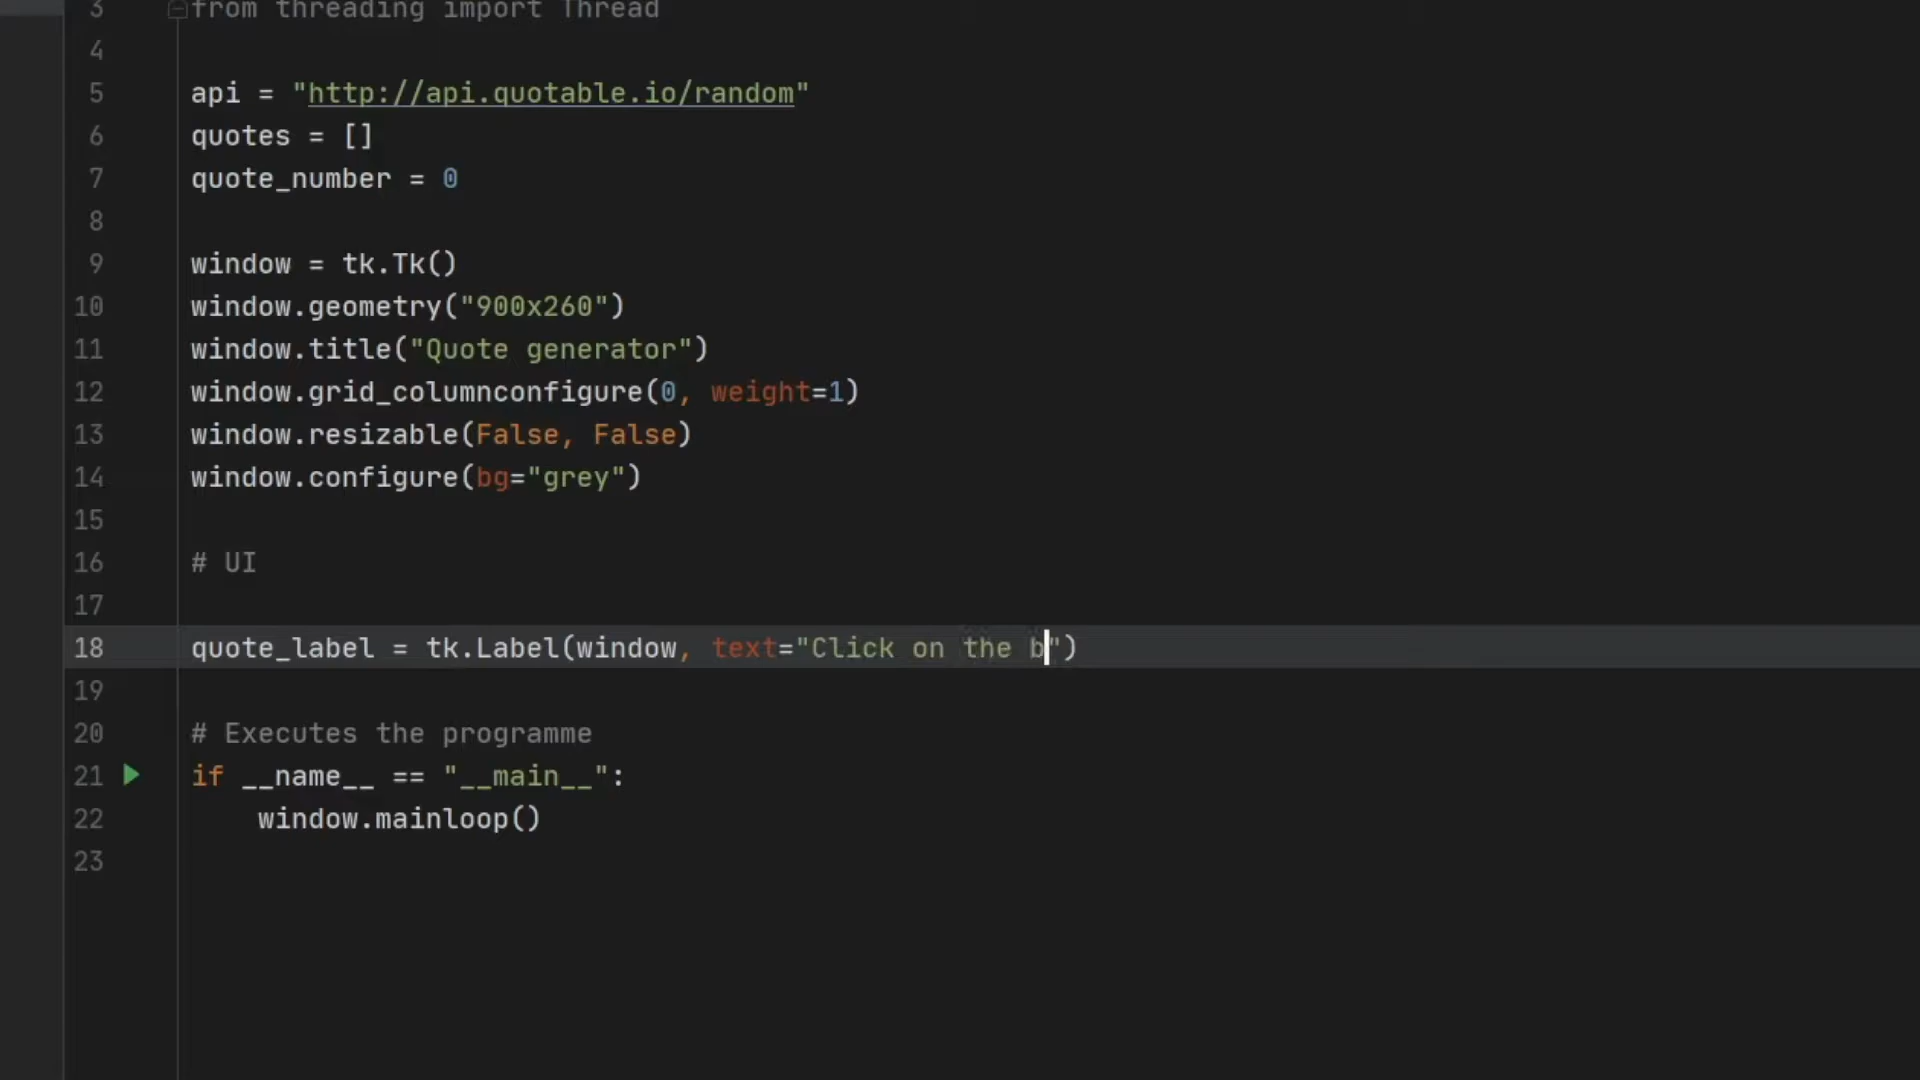 3 from threading import Thread
4
5 api = "http://api.quotable.io/random"
6 quotes = []
7 quote_number = 0
8
9 window = tk.Tk()
10 window.geometry("900x260")
11 window.title("Quote generator")
12 window.grid_columnconfigure(0, weight=1)
13 window.resizable(False, False)
14 window.configure(bg="grey")
15
16 # UI
17
18 quote_label = tk.Label(window, text="Click on the b")
19
20 # Executes the programme
21 if __name__ == "__main__":
22     window.mainloop()
23